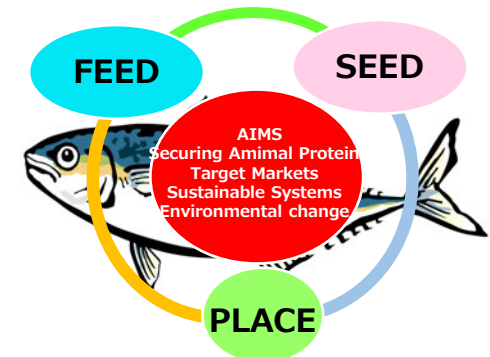 FEED
SEED
AIMS
Securing Amimal Protein
Target Markets
Sustainable Systems
Environmental change
PLACE